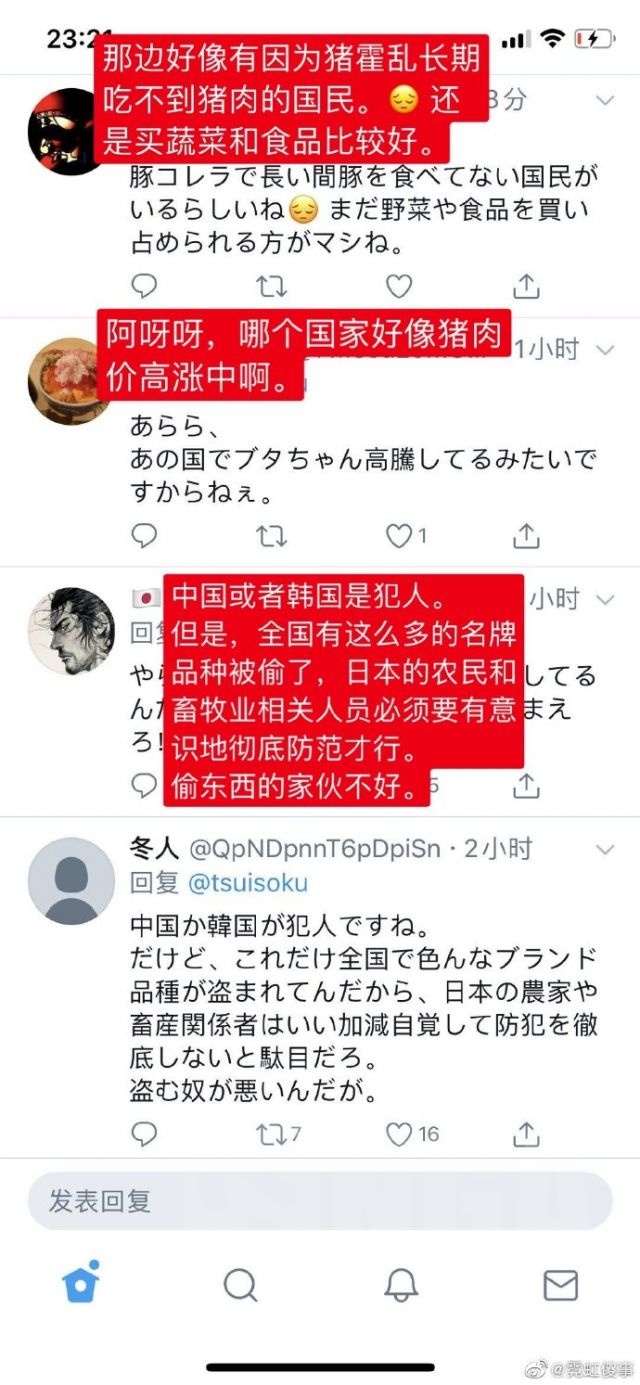 23:21
那边好像有因为猪霍乱长期
吃不到猪肉的国民。😔 还
是买蔬菜和食品比较好。
3分
豚コレラで長い間豚を食べてない国民が
いるらしいね😔 まだ野菜や食品を買い
占められる方がマシね。
阿呀呀，哪个国家好像猪肉
价高涨中啊。
1小时
あらら、
あの国でブタちゃん高騰してるみたいで
すからねぇ。
1
🇯🇵
小时
中国或者韩国是犯人。
但是，全国有这么多的名牌
品种被偷了，日本的农民和
畜牧业相关人员必须要有意
识地彻底防范才行。
偷东西的家伙不好。
回
や
してる
ん
まえ
ろ!
冬人 @QpNDpnnT6pDpiSn · 2小时
回复 @tsuisoku
中国か韓国が犯人ですね。
だけど、これだけ全国で色んなブランド
品種が盗まれてんだから、日本の農家や
畜産関係者はいい加減自覚して防犯を徹
底しないと駄目だろ。
盗む奴が悪いんだが。
7
16
发表回复
@霓虹傻事